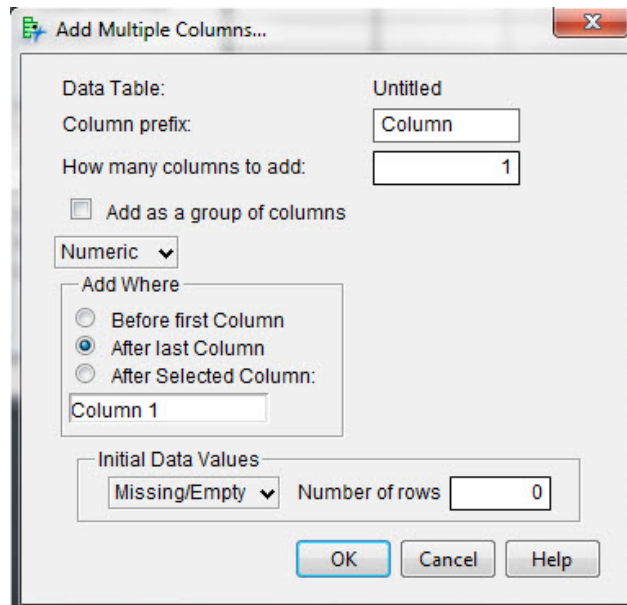 Add Multiple Columns...
Data Table: Untitled
Column prefix: Column
How many columns to add: 1
Add as a group of columns
Numeric
Add Where
Before first Column
After last Column
After Selected Column:
Column 1
Initial Data Values
Missing/Empty Number of rows 0
OK Cancel Help